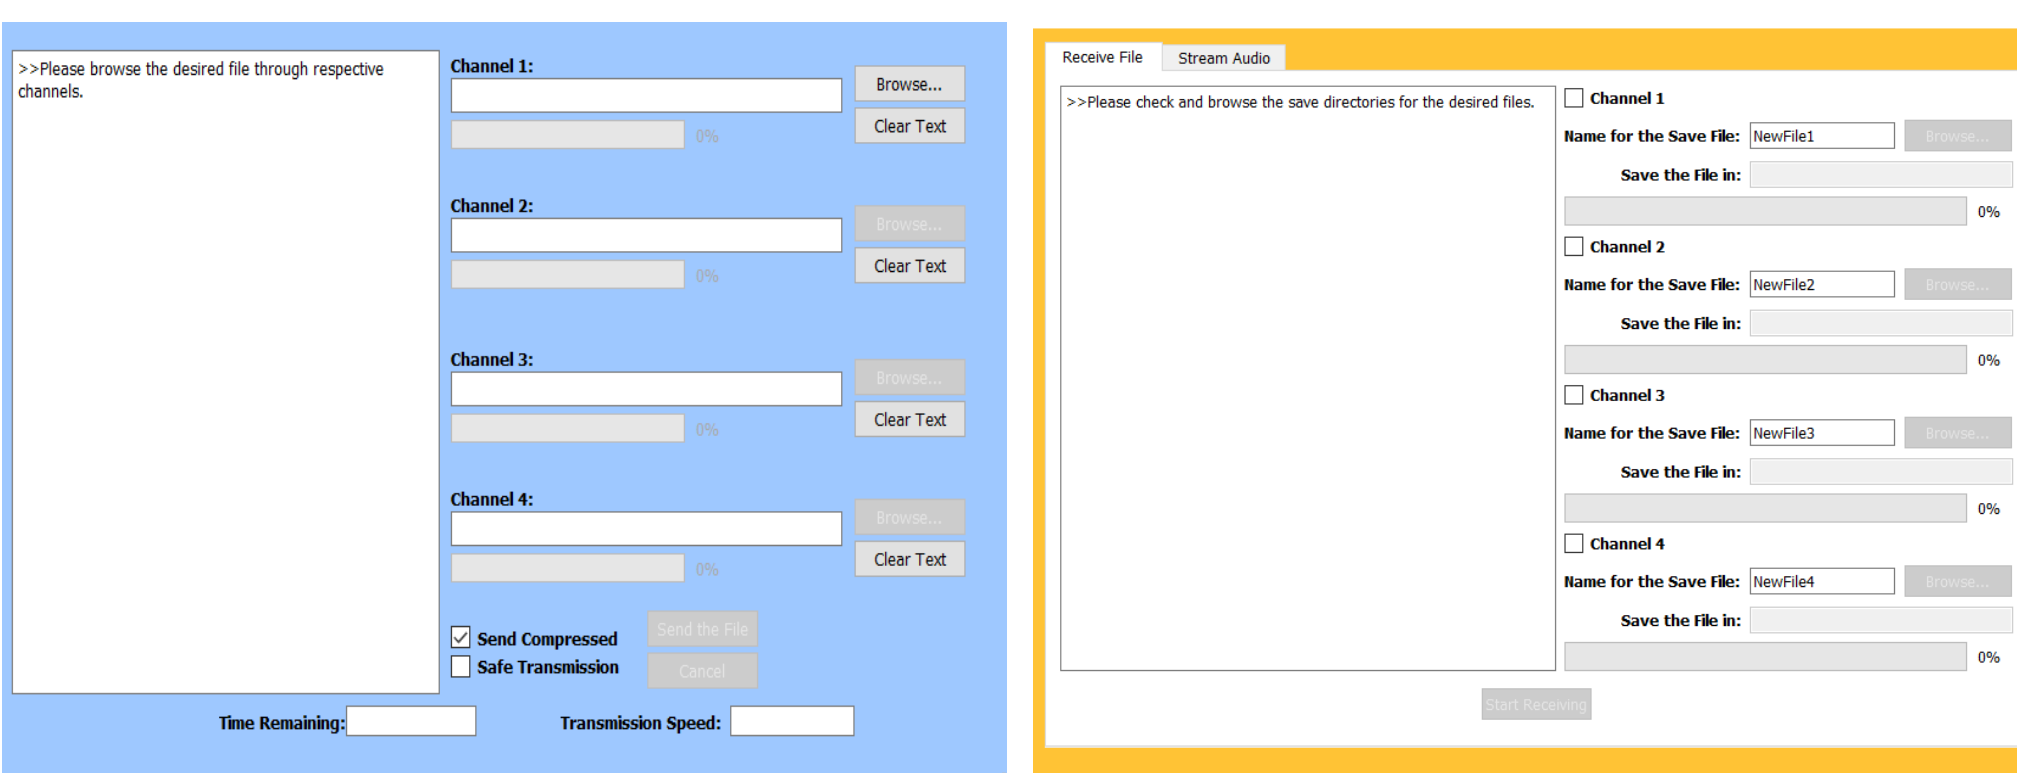 >>Please browse the desired file through respective
channels.
Channel 1:
Browse...
Clear Text
0%
Channel 2:
Browse...
Clear Text
0%
Channel 3:
Browse...
Clear Text
0%
Channel 4:
Browse...
Clear Text
0%
Send Compressed
Send the File
Safe Transmission
Cancel
Time Remaining:
Transmission Speed:
Receive File
Stream Audio
>>Please check and browse the save directories for the desired files.
Channel 1
Name for the Save File: NewFile1 Browse...
Save the File in:
0%
Channel 2
Name for the Save File: NewFile2 Browse...
Save the File in:
0%
Channel 3
Name for the Save File: NewFile3 Browse...
Save the File in:
0%
Channel 4
Name for the Save File: NewFile4 Browse...
Save the File in:
0%
Start Receiving